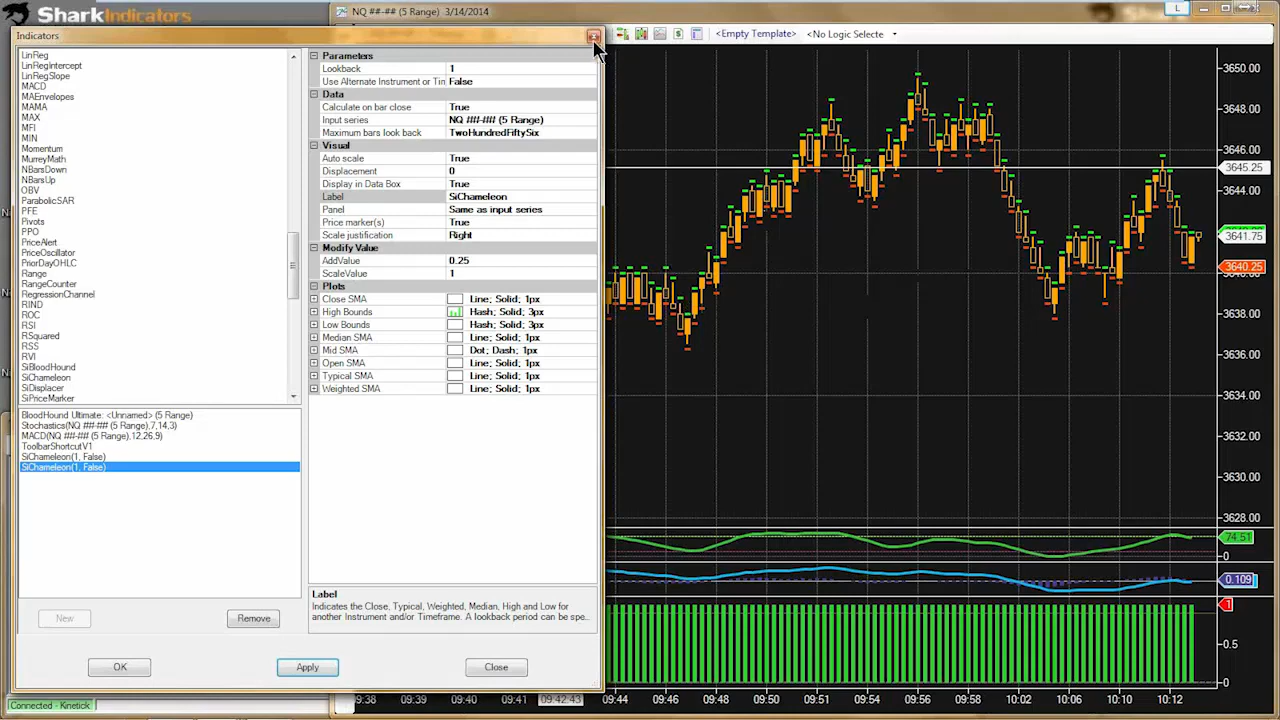 SharkIndicators
NQ ##-## (5 Range) 3/14/2014
L
Indicators
<Empty Template>
<No Logic Selecte
LinReg
LinRegIntercept
LinRegSlope
MACD
MAEnvelopes
MAMA
MAX
MFI
MIN
Momentum
MurreyMath
NBarsDown
NBarsUp
OBV
ParabolicSAR
PFE
Pivots
PPO
PriceAlert
PriceOscillator
PriorDayOHLC
Range
RangeCounter
RegressionChannel
RIND
ROC
RSI
RSquared
RSS
RVI
SiBloodHound
SiChameleon
SiDisplacer
SiPriceMarker
BloodHound Ultimate: <Unnamed> (5 Range)
Stochastics(NQ ##-## (5 Range),7,14,3)
MACD(NQ ##-## (5 Range),12,26,9)
ToolbarShortcutV1
SiChameleon(1, False)
SiChameleon(1, False)
New
Remove
OK
Apply
Close
Parameters
Lookback 1
Use Alternate Instrument or Tin False
Data
Calculate on bar close True
Input series NQ ##-## (5 Range)
Maximum bars look back TwoHundredFiftySix
Visual
Auto scale True
Displacement 0
Display in Data Box True
Label SiChameleon
Panel Same as input series
Price marker(s) True
Scale justification Right
Modify Value
AddValue 0.25
ScaleValue 1
Plots
Close SMA Line; Solid; 1px
High Bounds Hash; Solid; 3px
Low Bounds Hash; Solid; 3px
Median SMA Line; Solid; 1px
Mid SMA Dot; Dash; 1px
Open SMA Line; Solid; 1px
Typical SMA Line; Solid; 1px
Weighted SMA Line; Solid; 1px
Label
Indicates the Close, Typical, Weighted, Median, High and Low for
another Instrument and/or Timeframe. A lookback period can be spe...
3650.00
3648.00
3646.00
3645.25
3644.00
3641.75
3640.25
3638.00
3636.00
3634.00
3632.00
3630.00
3628.00
74.51
0
0.109
1
0.5
0
09:38 09:40 09:41 09:42:43 09:44 09:46 09:48 09:50 09:51 09:54 09:56 09:58 10:02 10:06 10:10 10:12
Connected - Kinetick